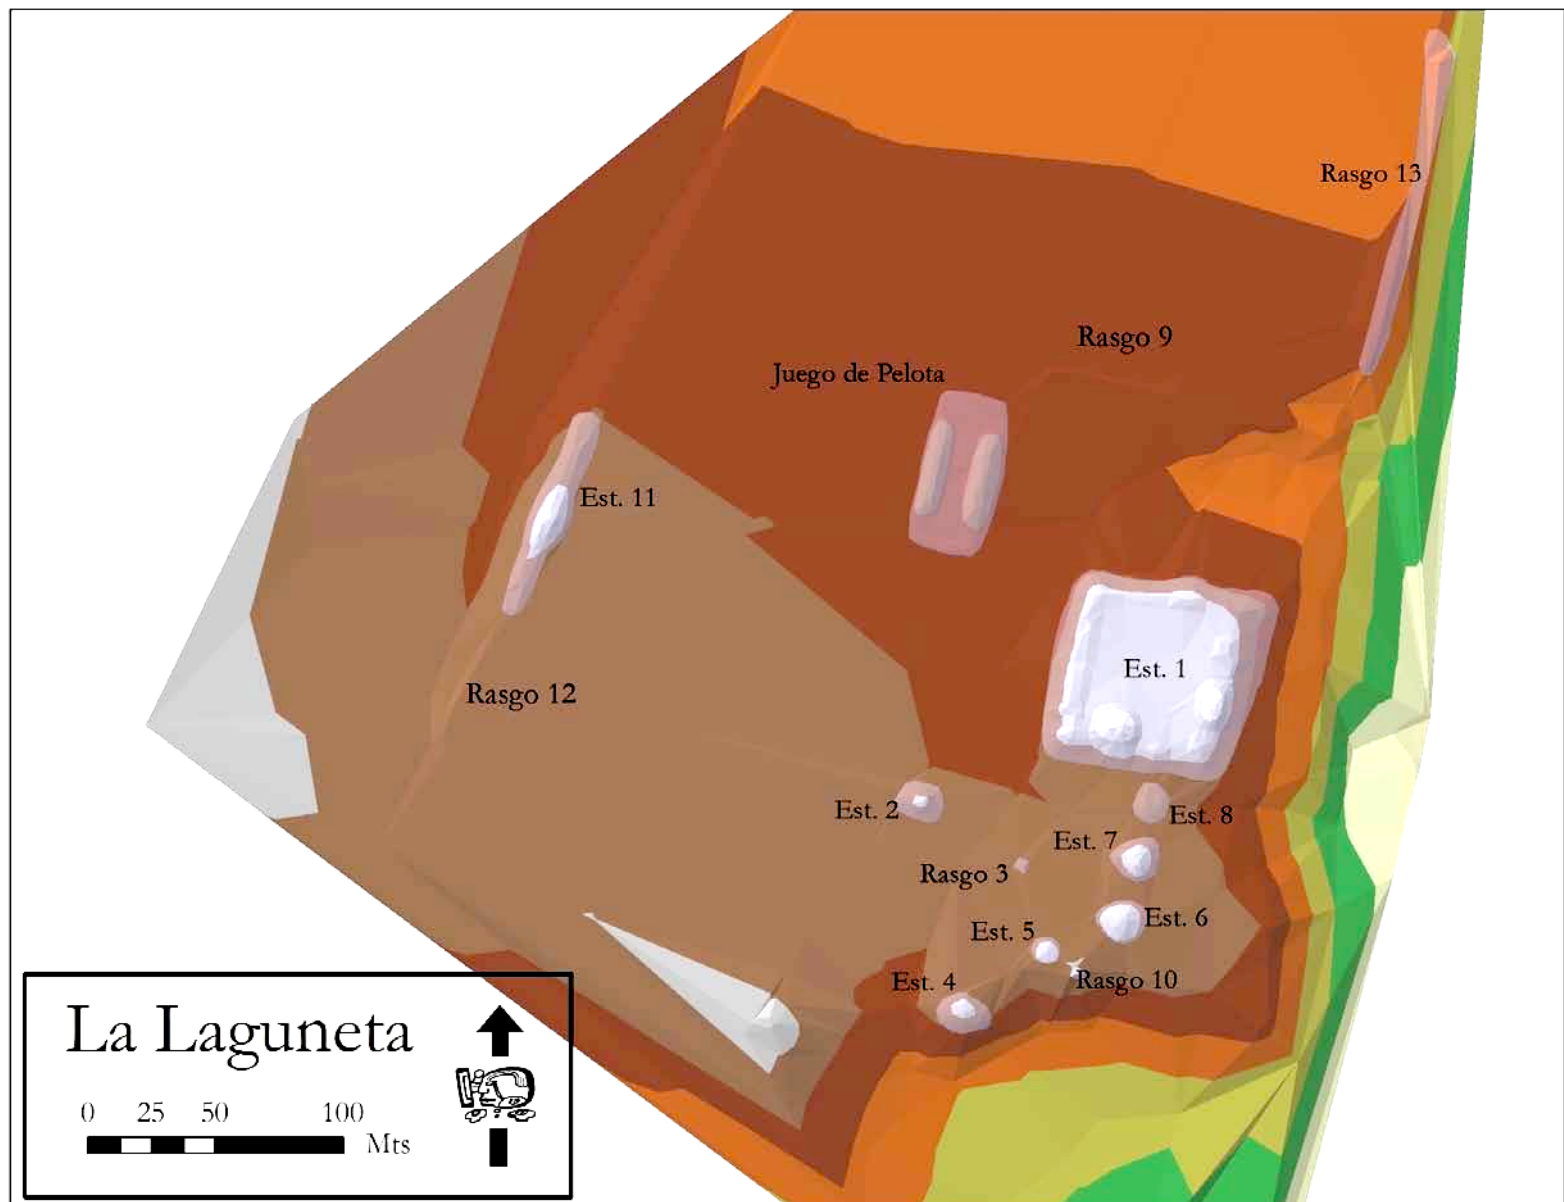 Rasgo 13
Rasgo 9
Juego de Pelota
Est. 11
Est. 1
Rasgo 12
Est. 2
Est. 8
Est. 7
Rasgo 3
Est. 6
Est. 5
Est. 4
Rasgo 10
La Laguneta
0 25 50 100
Mts